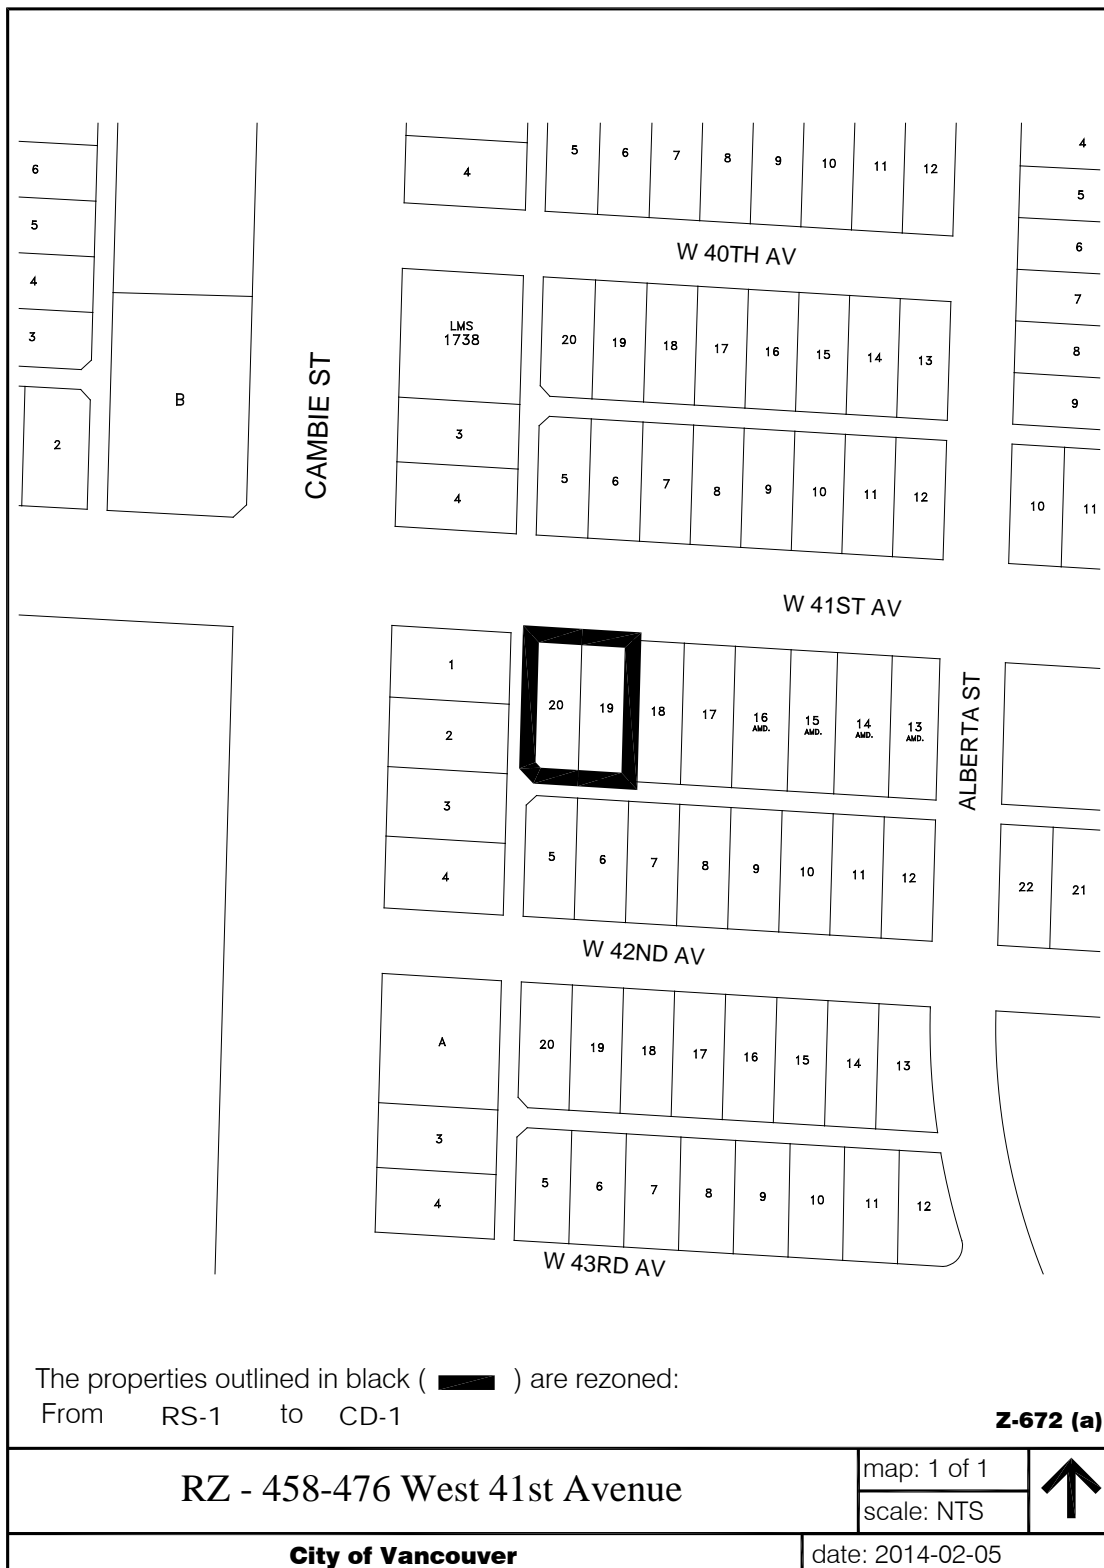 4
5 6 7 8 9 10 11 12
4
6
5
5
6
4
7
3
8
9
W 40TH AV
LMS
1738
20 19 18 17 16 15 14 13
CAMBIE ST
B
2
3
4
5 6 7 8 9 10 11 12
10 11
W 41ST AV
1
2
3
4
20 19 18 17 16 15 14 13
AMD. AMD. AMD. AMD.
ALBERTA ST
5 6 7 8 9 10 11 12
22 21
W 42ND AV
A
3
4
20 19 18 17 16 15 14 13
5 6 7 8 9 10 11 12
W 43RD AV
The properties outlined in black ( ) are rezoned:
From RS-1 to CD-1
Z-672 (a)
RZ - 458-476 West 41st Avenue
map: 1 of 1
scale: NTS
City of Vancouver
date: 2014-02-05